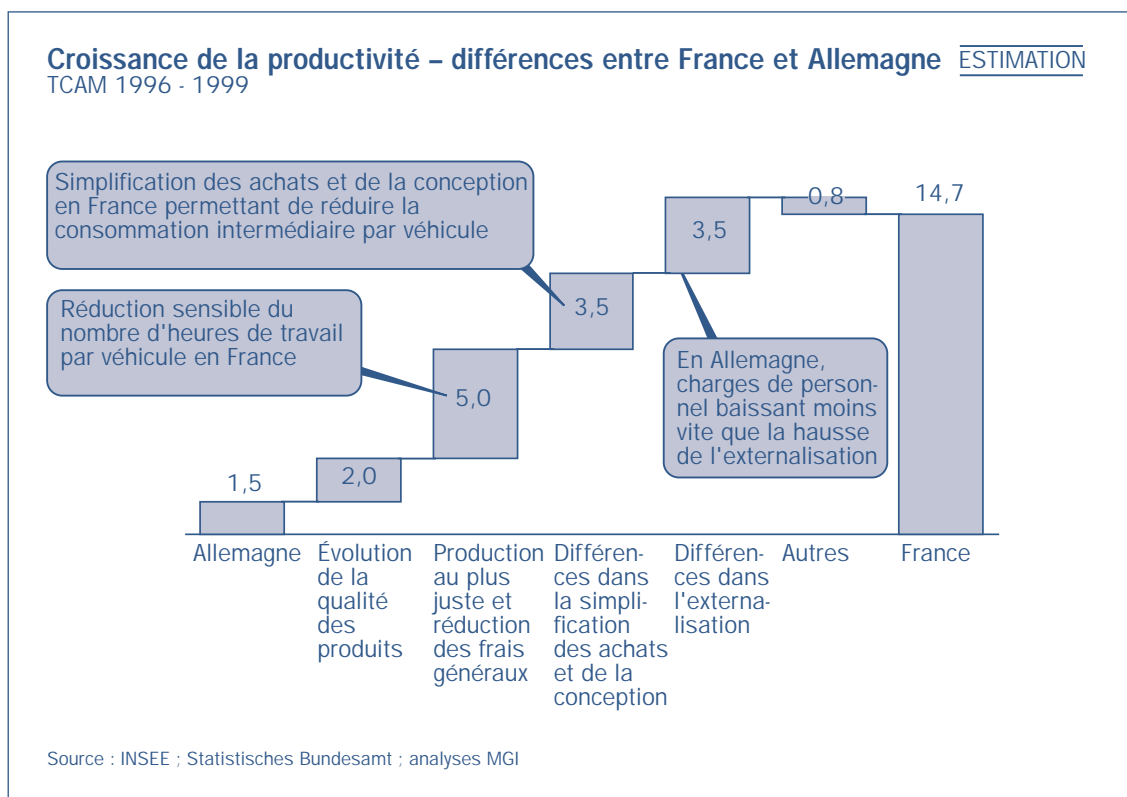 Croissance de la productivité – différences entre France et Allemagne ESTIMATION
TCAM 1996 - 1999
Simplification des achats et de la conception
en France permettant de réduire la
consommation intermédiaire par véhicule
Réduction sensible du
nombre d'heures de travail
par véhicule en France
En Allemagne,
charges de person-
nel baissant moins
vite que la hausse
de l'externalisation
1,5
2,0
5,0
3,5
3,5
0,8
14,7
Allemagne
Évolution
de la
qualité
des
produits
Production
au plus
juste et
réduction
des frais
généraux
Différen-
ces dans
la simpli-
fication
des achats
et de la
conception
Différen-
ces dans
l'externa-
lisation
Autres
France
Source : INSEE ; Statistisches Bundesamt ; analyses MGI